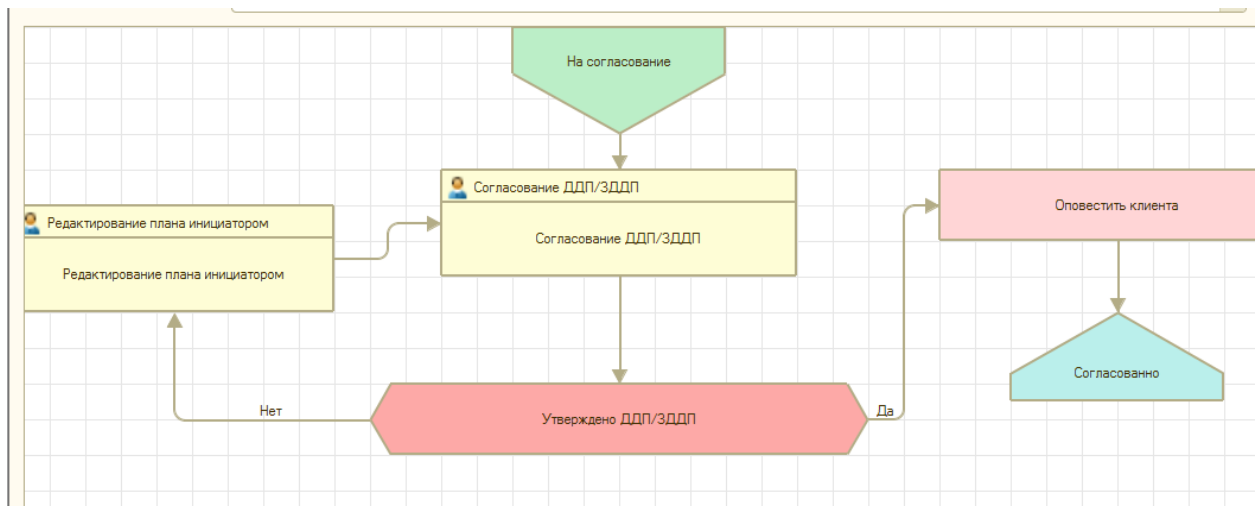 На согласование
Согласование ДДП/ЗДДП
Согласование ДДП/ЗДДП
Редактирование плана инициатором
Редактирование плана инициатором
Оповестить клиента
Согласованно
Нет
Утверждено ДДП/ЗДДП
Да